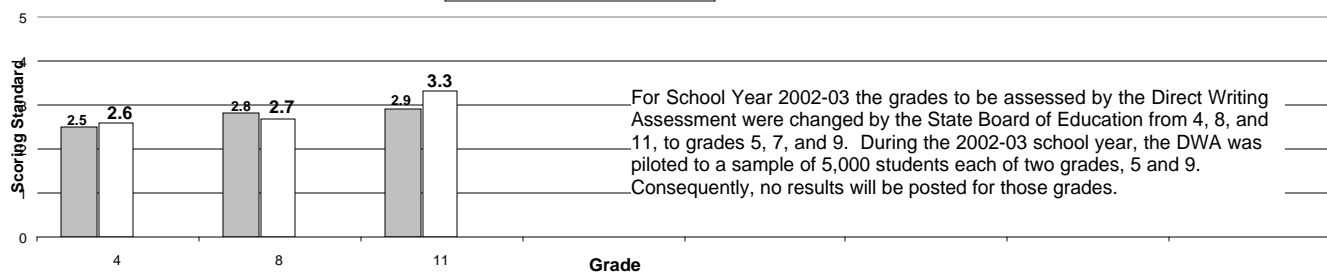 5
4
3
2
1
0
Scoring Standard
2.5
2.6
2.8
2.7
2.9
3.3
For School Year 2002-03 the grades to be assessed by the Direct Writing
Assessment were changed by the State Board of Education from 4, 8, and
11, to grades 5, 7, and 9. During the 2002-03 school year, the DWA was
piloted to a sample of 5,000 students each of two grades, 5 and 9.
Consequently, no results will be posted for those grades.
4
8
11
Grade